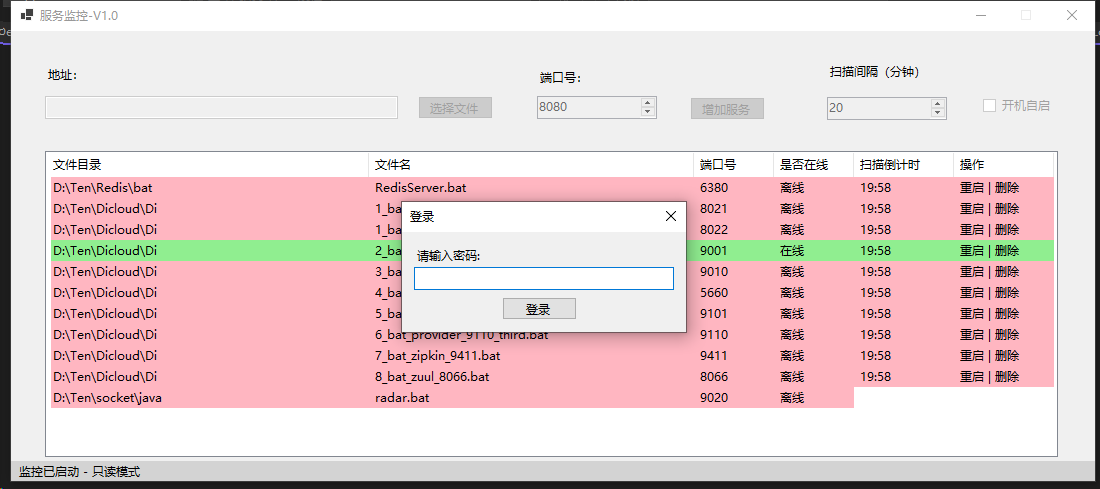 服务监控-V1.0
地址：
端口号：
扫描间隔（分钟）
选择文件
8080
增加服务
20
开机自启
文件目录 文件名 端口号 是否在线 扫描倒计时 操作
D:\Ten\Redis\bat RedisServer.bat 6380 离线 19:58 重启 | 删除
D:\Ten\Dicloud\Di 1_ba 8021 离线 19:58 重启 | 删除
D:\Ten\Dicloud\Di 1_ba 8022 离线 19:58 重启 | 删除
D:\Ten\Dicloud\Di 2_ba 9001 在线 19:58 重启 | 删除
D:\Ten\Dicloud\Di 3_ba 9010 离线 19:58 重启 | 删除
D:\Ten\Dicloud\Di 4_ba 5660 离线 19:58 重启 | 删除
D:\Ten\Dicloud\Di 5_ba 9101 离线 19:58 重启 | 删除
D:\Ten\Dicloud\Di 6_bat_provider_9110_third.bat 9110 离线 19:58 重启 | 删除
D:\Ten\Dicloud\Di 7_bat_zipkin_9411.bat 9411 离线 19:58 重启 | 删除
D:\Ten\Dicloud\Di 8_bat_zuul_8066.bat 8066 离线 19:58 重启 | 删除
D:\Ten\socket\java radar.bat 9020 离线
登录
请输入密码:
登录
监控已启动 - 只读模式